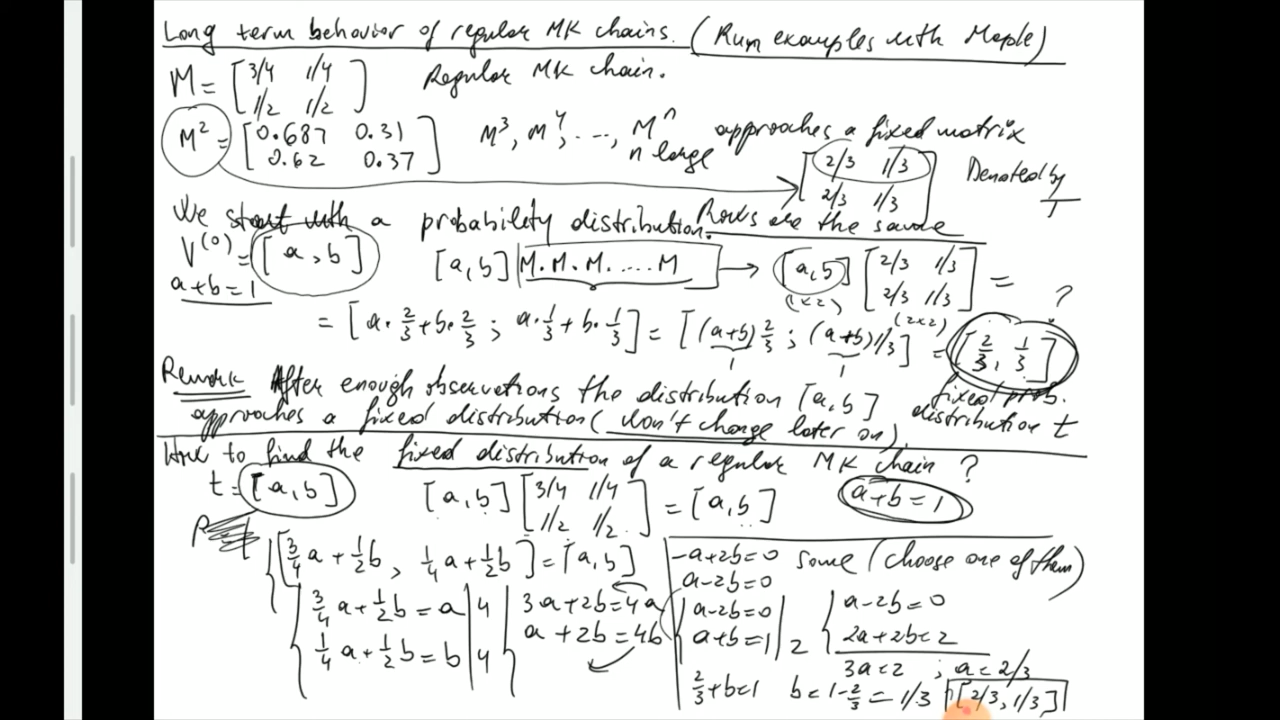 Long term behavior of regular MK chains. (Run examples with Maple)
M = [3/4 1/4
1/2 1/2] Regular MK chain.
M² = [0.687 0.31
0.62 0.37] M³, M⁴, ..., Mⁿ approaches a fixed matrix
n large
[2/3 1/3
2/3 1/3] Denoted by T
We start with a probability distribution. Rows are the same
V⁽⁰⁾ = [a, b] [a, b] M. M. M. .... M → [a, b] [2/3 1/3
2/3 1/3] = ?
a+b=1 (1x2) (2x2)
= [a·2/3+b·2/3 ; a·1/3+b·1/3] = [(a+b)2/3 ; (a+b)1/3] = [2/3, 1/3]
1 1
fixed prob.
distribution t
Remark After enough observations the distribution [a, b]
approaches a fixed distribution (don't change later on).
How to find the fixed distribution of a regular MK chain ?
t = [a, b] [a, b] [3/4 1/4
1/2 1/2] = [a, b] a+b=1
[3/4 a + 1/2 b , 1/4 a + 1/2 b] = [a, b]
3/4 a + 1/2 b = a | 4
1/4 a + 1/2 b = b | 4
3a+2b=4a
a+2b=4b
-a+2b=0 same (choose one of them)
a-2b=0
a-2b=0
a+b=1 | 2
a-2b=0
2a+2b=2
3a=2 ; a=2/3
2/3+b=1 b=1-2/3=1/3 [2/3, 1/3]